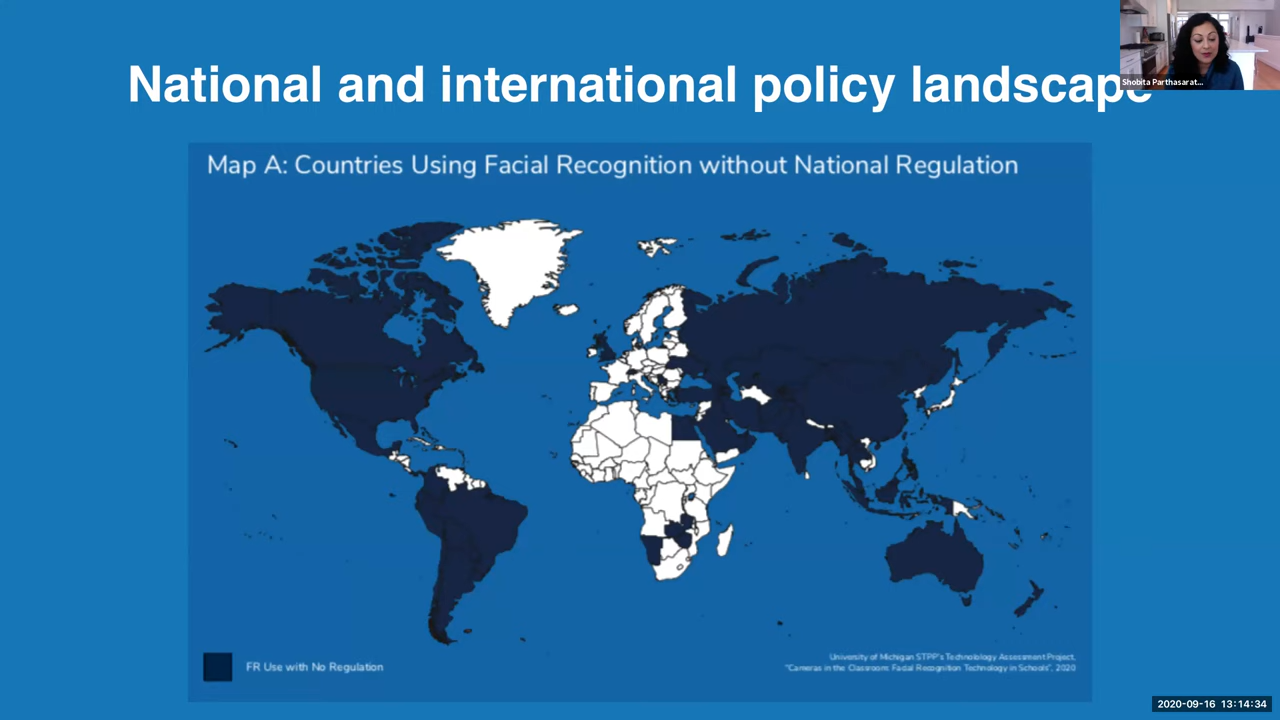 National and international policy landscape
Shobita Parthasarat...
Map A: Countries Using Facial Recognition without National Regulation
FR Use with No Regulation
University of Michigan STPP's Technoblogy Assessment Project,
"Cameras in the Classroom: Facial Recognition Technology in Schools", 2020
2020-09-16 13:14:34